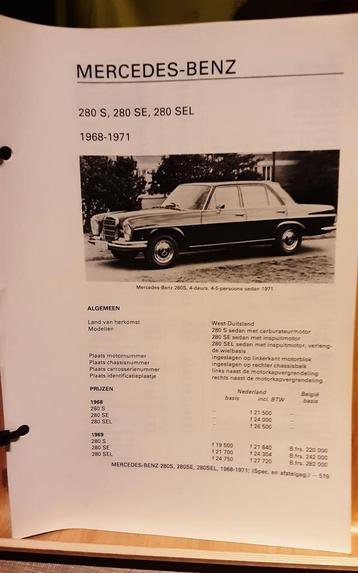 MERCEDES-BENZ
280 S, 280 SE, 280 SEL
1968-1971
Mercedes-Benz 280S, 4-deurs, 4-5-persoons sedan 1971.
ALGEMEEN
Land van herkomst West-Duitsland
Modellen 280 S sedan met carburateurmotor
280 SE sedan met inspuitmotor
280 SEL sedan met inspuitmotor, verleng-
de wielbasis
Plaats motornummer ingeslagen op linkerkant motorblok
Plaats chassisnummer ingeslagen op rechter chassisbalk
Plaats carrosserienummer links naast de motorkapvergrendeling
Plaats identificatieplaatje rechts naast de motorkapvergrendeling
PRIJZEN Nederland België
basis incl. BTW basis
1968
280 S – f 21 500 –
280 SE – f 24 000 –
280 SEL – f 26 500 –
1969
280 S f 19 500 f 21 840 B.frs. 220 000
280 SE f 21 700 f 24 304 B.frs. 242 000
280 SEL f 24 750 f 27 720 B.frs. 282 000
MERCEDES-BENZ 280S, 280SE, 280SEL, 1968-1971; (Spec. en afstelgeg.) – 519